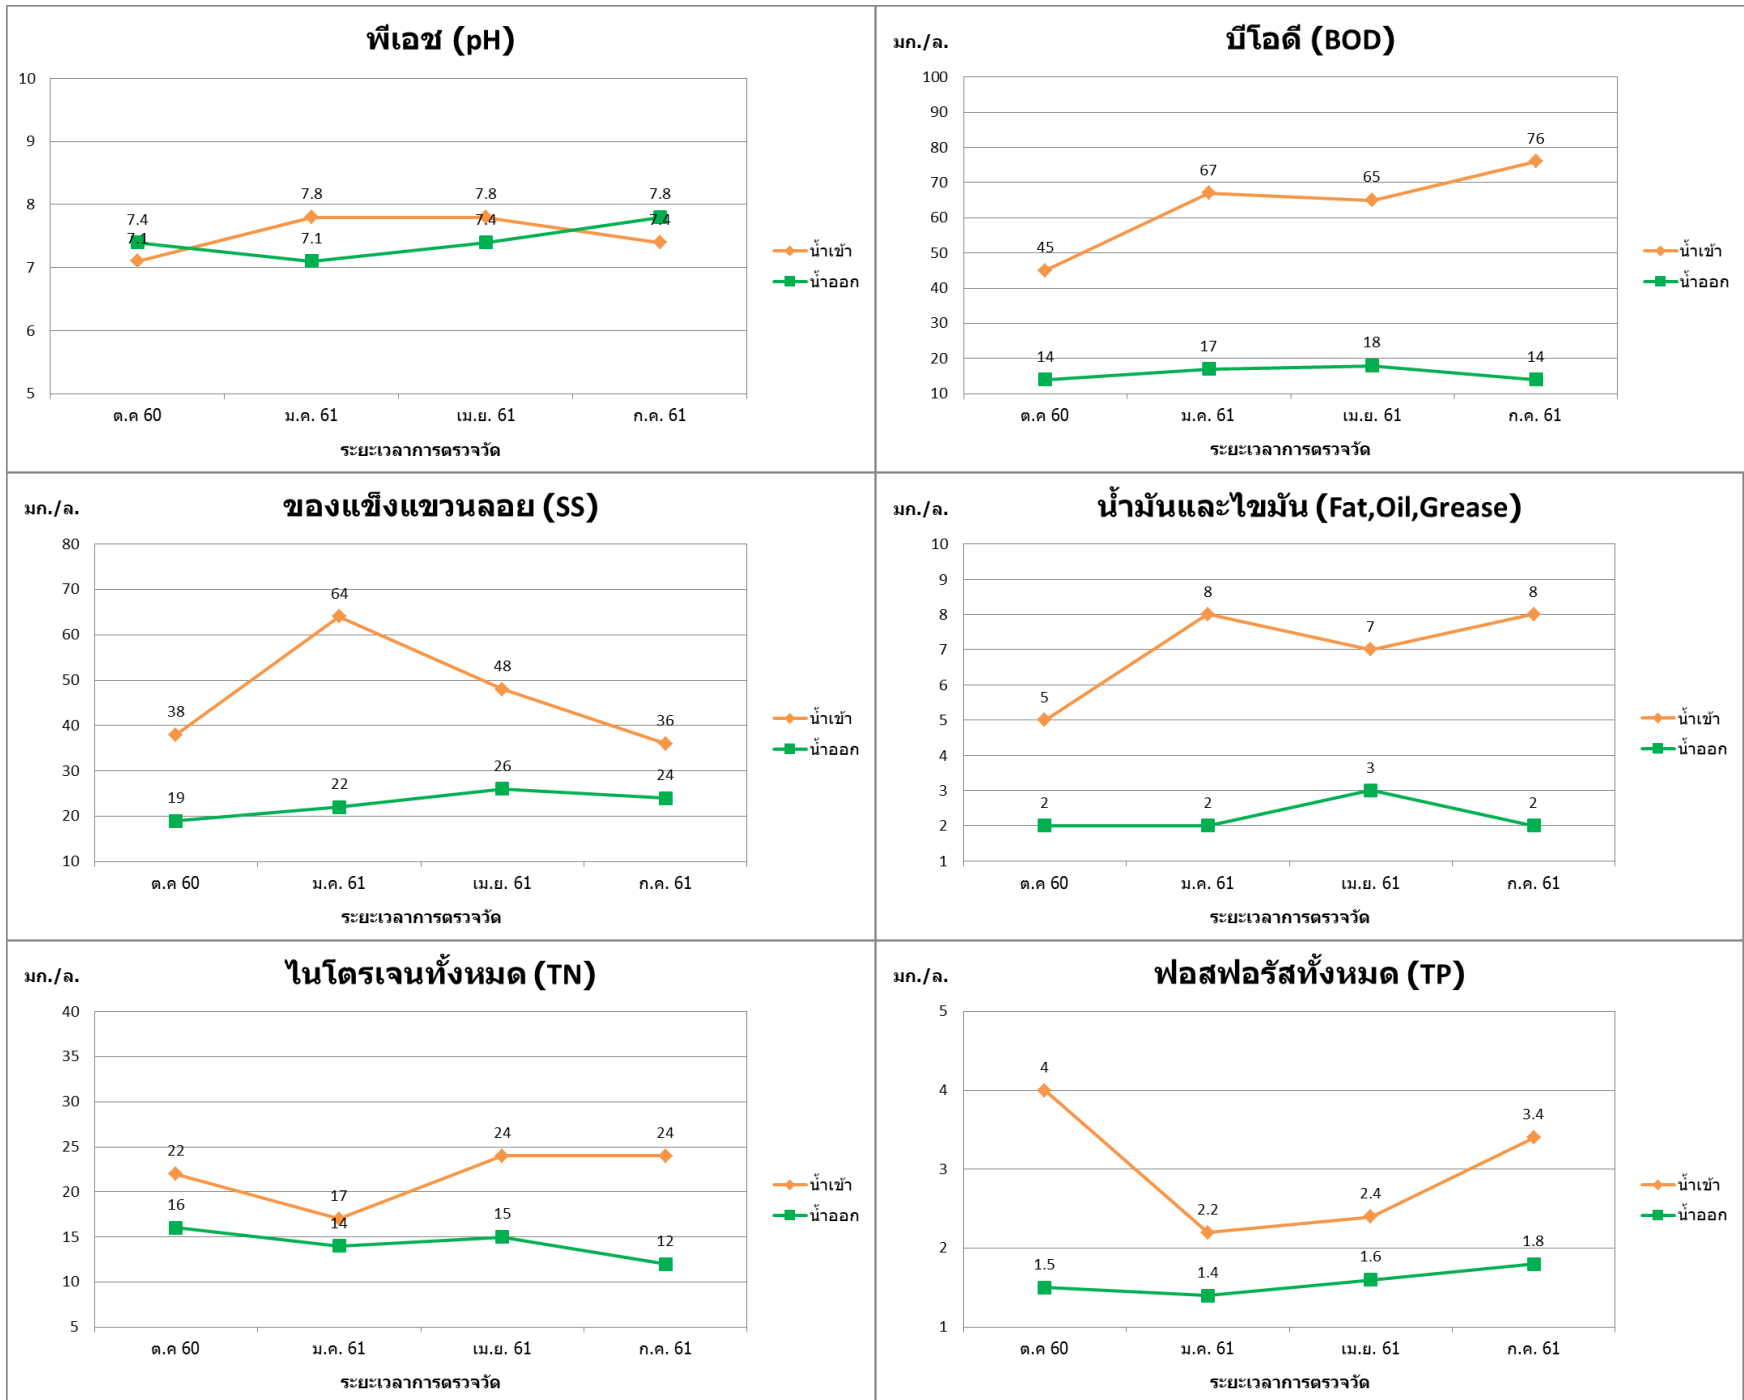 พีเอช (pH)
10
9
8
7
6
5
7.4
7.1
7.8
7.1
7.8
7.4
7.8
7.4
น้ำเข้า
น้ำออก
ต.ค 60
ม.ค. 61
เม.ย. 61
ก.ค. 61
ระยะเวลาการตรวจวัด
มก./ล.
บีโอดี (BOD)
100
90
80
70
60
50
40
30
20
10
45
67
65
76
14
17
18
14
น้ำเข้า
น้ำออก
ต.ค 60
ม.ค. 61
เม.ย. 61
ก.ค. 61
ระยะเวลาการตรวจวัด
มก./ล.
ของแข็งแขวนลอย (SS)
80
70
60
50
40
30
20
10
38
64
48
36
19
22
26
24
น้ำเข้า
น้ำออก
ต.ค 60
ม.ค. 61
เม.ย. 61
ก.ค. 61
ระยะเวลาการตรวจวัด
มก./ล.
น้ำมันและไขมัน (Fat,Oil,Grease)
10
9
8
7
6
5
4
3
2
1
5
8
7
8
2
2
3
2
น้ำเข้า
น้ำออก
ต.ค 60
ม.ค. 61
เม.ย. 61
ก.ค. 61
ระยะเวลาการตรวจวัด
มก./ล.
ไนโตรเจนทั้งหมด (TN)
40
35
30
25
20
15
10
5
22
17
24
24
16
14
15
12
น้ำเข้า
น้ำออก
ต.ค 60
ม.ค. 61
เม.ย. 61
ก.ค. 61
ระยะเวลาการตรวจวัด
มก./ล.
ฟอสฟอรัสทั้งหมด (TP)
5
4
3
2
1
4
2.2
2.4
3.4
1.5
1.4
1.6
1.8
น้ำเข้า
น้ำออก
ต.ค 60
ม.ค. 61
เม.ย. 61
ก.ค. 61
ระยะเวลาการตรวจวัด